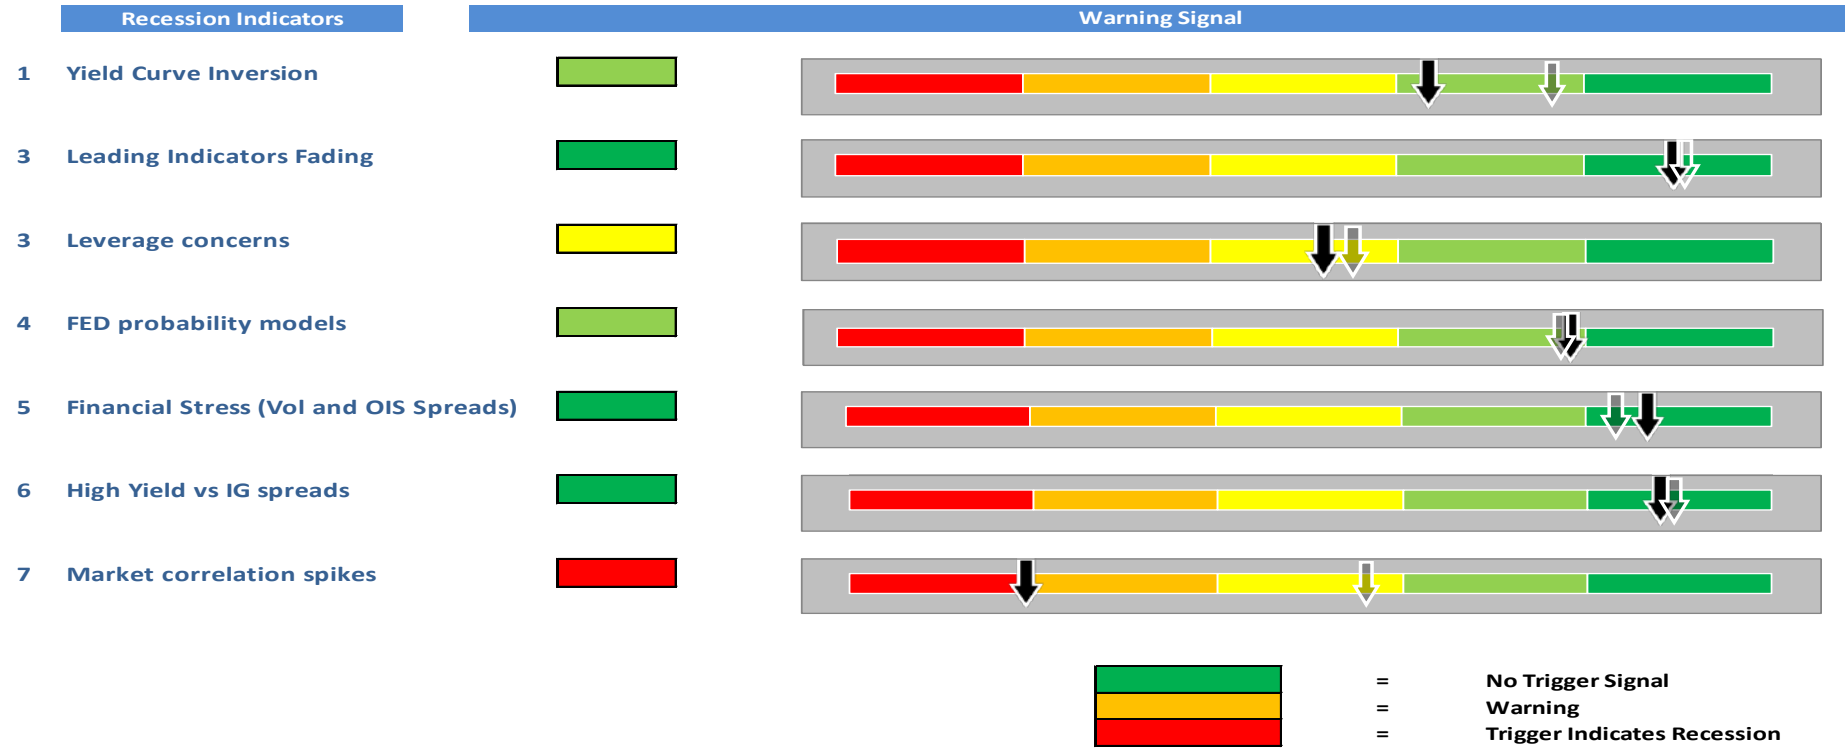 Recession Indicators Warning Signal
1 Yield Curve Inversion
3 Leading Indicators Fading
3 Leverage concerns
4 FED probability models
5 Financial Stress (Vol and OIS Spreads)
6 High Yield vs IG spreads
7 Market correlation spikes
= No Trigger Signal
= Warning
= Trigger Indicates Recession